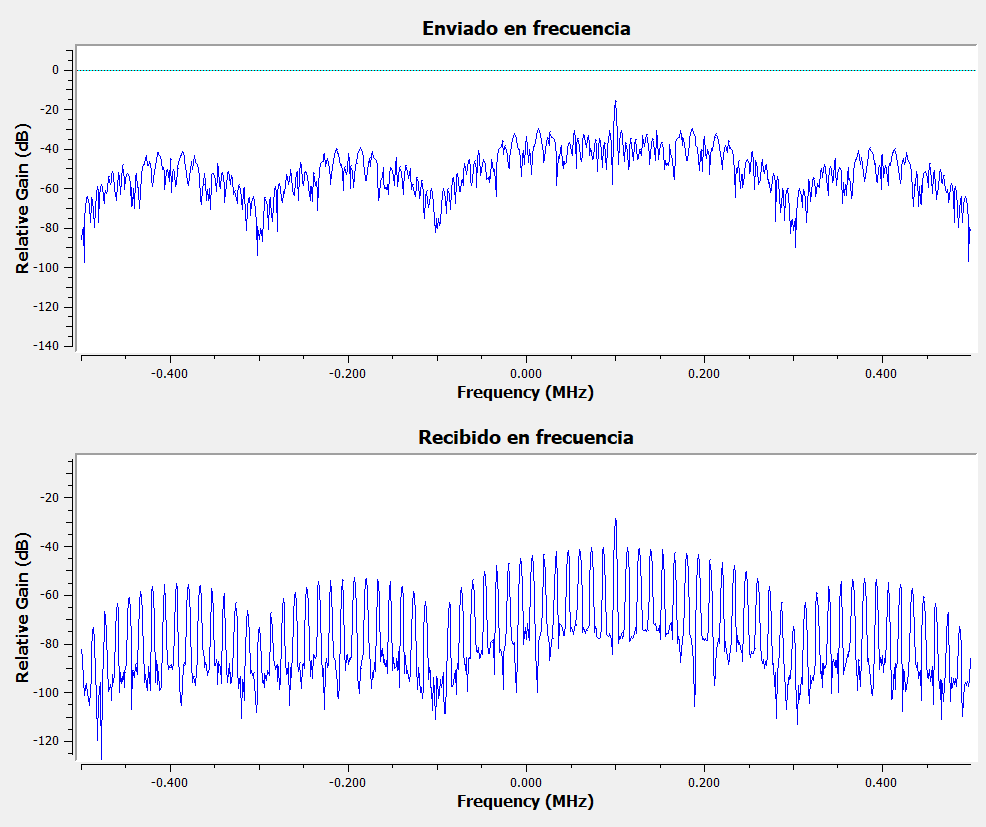 Enviado en frecuencia
Relative Gain (dB)
0
-20
-40
-60
-80
-100
-120
-140
-0.400 -0.200 0.000 0.200 0.400
Frequency (MHz)
Recibido en frecuencia
Relative Gain (dB)
-20
-40
-60
-80
-100
-120
-0.400 -0.200 0.000 0.200 0.400
Frequency (MHz)